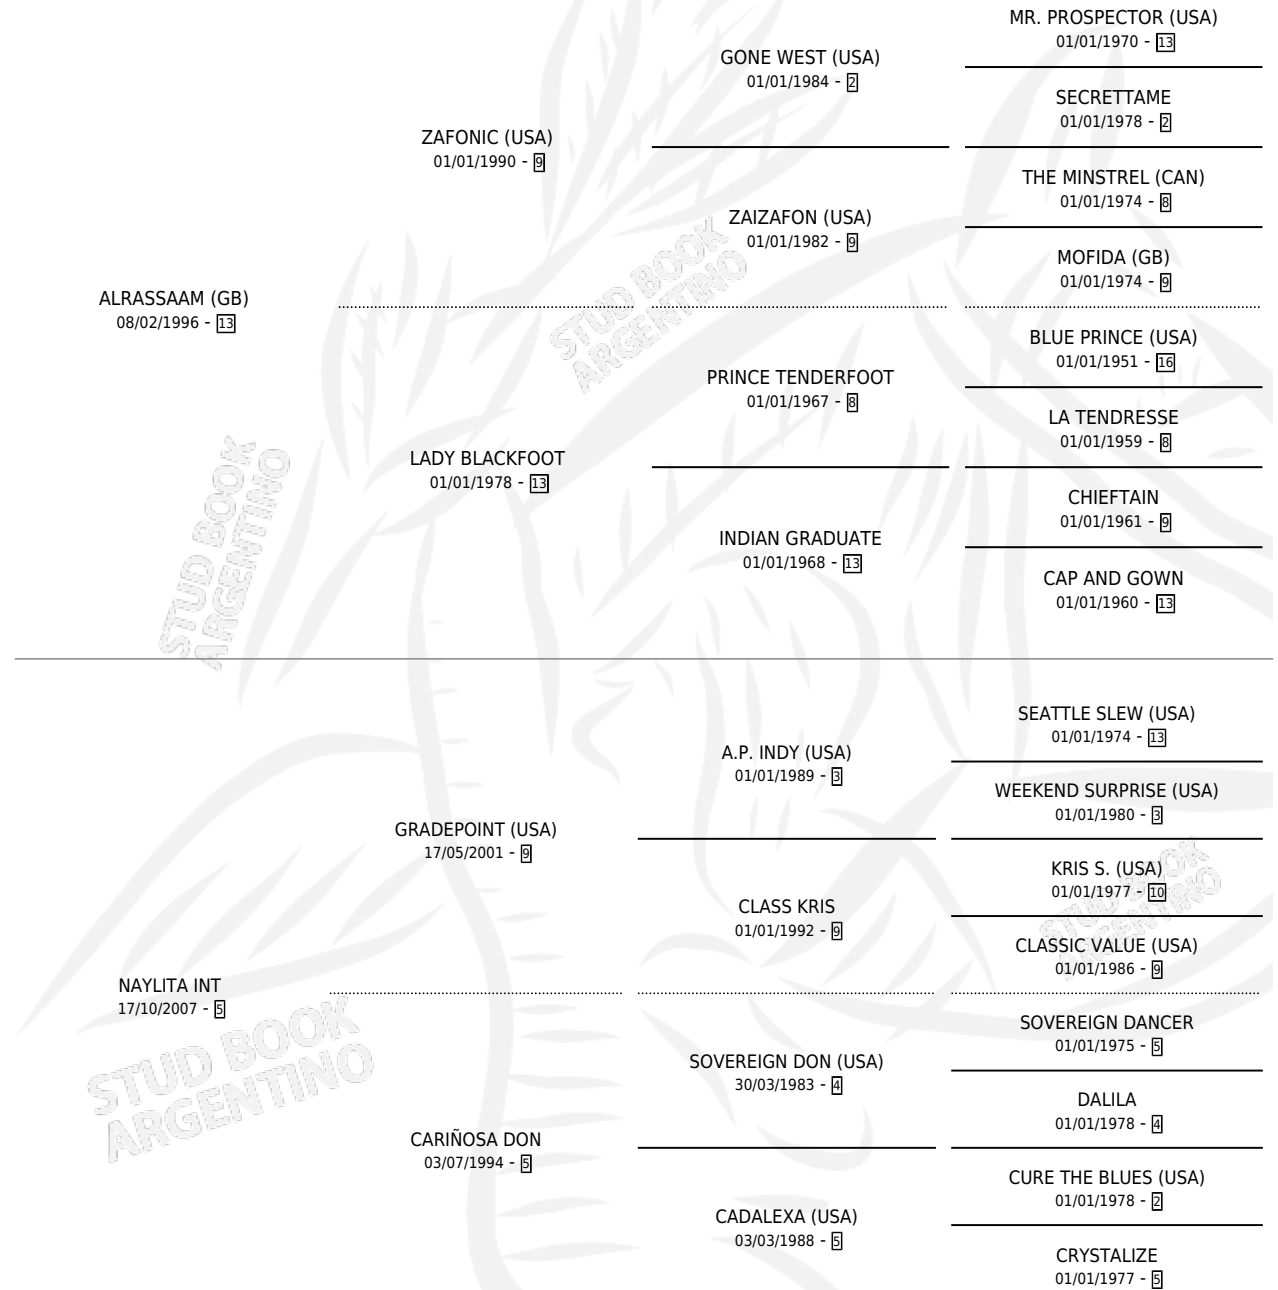 MR. PROSPECTOR (USA)
01/01/1970 - 13
GONE WEST (USA)
01/01/1984 - 2
SECRETTAME
01/01/1978 - 2
ZAFONIC (USA)
01/01/1990 - 9
THE MINSTREL (CAN)
01/01/1974 - 8
ZAIZAFON (USA)
01/01/1982 - 9
MOFIDA (GB)
01/01/1974 - 9
ALRASSAAM (GB)
08/02/1996 - 13
STUD BOOK
ARGENTINO
BLUE PRINCE (USA)
01/01/1951 - 16
PRINCE TENDERFOOT
01/01/1967 - 8
LA TENDRESSE
01/01/1959 - 8
LADY BLACKFOOT
01/01/1978 - 13
CHIEFTAIN
01/01/1961 - 9
INDIAN GRADUATE
01/01/1968 - 13
CAP AND GOWN
01/01/1960 - 13
STUD BOOK
ARGENTINO
SEATTLE SLEW (USA)
01/01/1974 - 13
A.P. INDY (USA)
01/01/1989 - 3
WEEKEND SURPRISE (USA)
01/01/1980 - 3
GRADEPOINT (USA)
17/05/2001 - 9
KRIS S. (USA)
01/01/1977 - 10
CLASS KRIS
01/01/1992 - 9
CLASSIC VALUE (USA)
01/01/1986 - 9
STUD BOOK
ARGENTINO
NAYLITA INT
17/10/2007 - 5
SOVEREIGN DANCER
01/01/1975 - 5
SOVEREIGN DON (USA)
30/03/1983 - 4
DALILA
01/01/1978 - 4
STUD BOOK
ARGENTINO
CARIÑOSA DON
03/07/1994 - 5
CURE THE BLUES (USA)
01/01/1978 - 2
CADALEXA (USA)
03/03/1988 - 5
CRYSTALIZE
01/01/1977 - 5